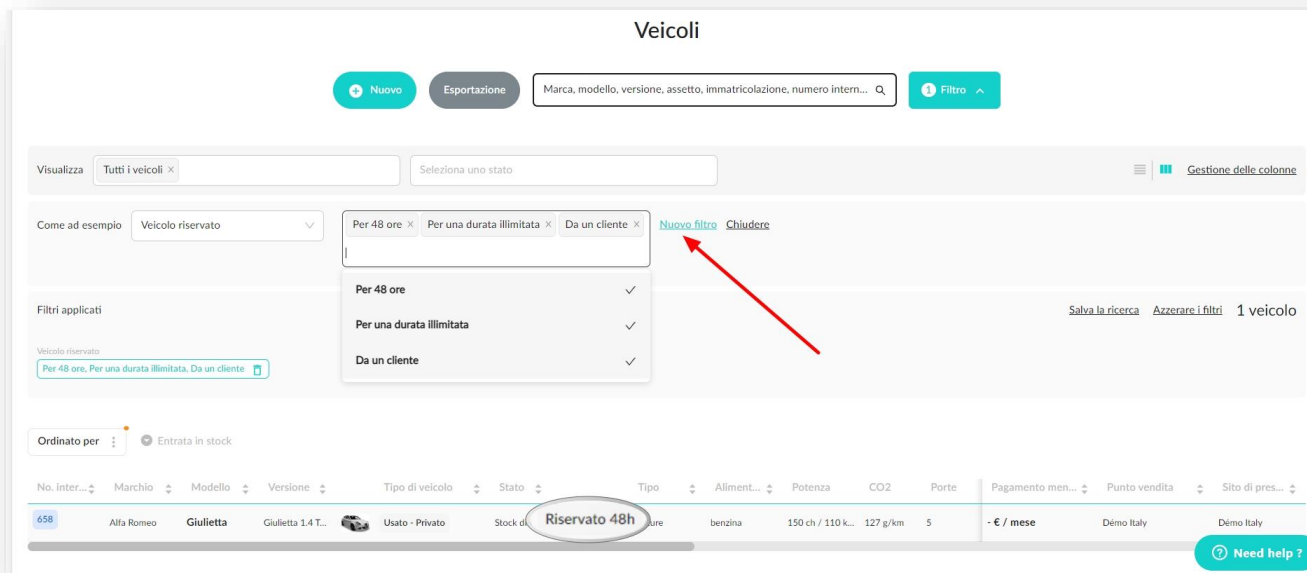 Veicoli
Nuovo
Esportazione
Marca, modello, versione, assetto, immatricolazione, numero intern...
1 Filtro
Visualizza
Tutti i veicoli ×
Seleziona uno stato
Gestione delle colonne
Come ad esempio
Veicolo riservato
Per 48 ore × Per una durata illimitata × Da un cliente ×
Nuovo filtro
Chiudere
Per 48 ore
Per una durata illimitata
Da un cliente
Filtri applicati
Salva la ricerca
Azzerare i filtri
1 veicolo
Veicolo riservato
Per 48 ore, Per una durata illimitata, Da un cliente
Ordinato per
Entrata in stock
No. inter... Marchio Modello Versione Tipo di veicolo Stato Tipo Aliment... Potenza CO2 Porte Pagamento men... Punto vendita Sito di pres...
658 Alfa Romeo Giulietta Giulietta 1.4 T... Usato - Privato Stock Riservato 48h benzina 150 ch / 110 k... 127 g/km 5 - € / mese Démo Italy Démo Italy
Need help ?